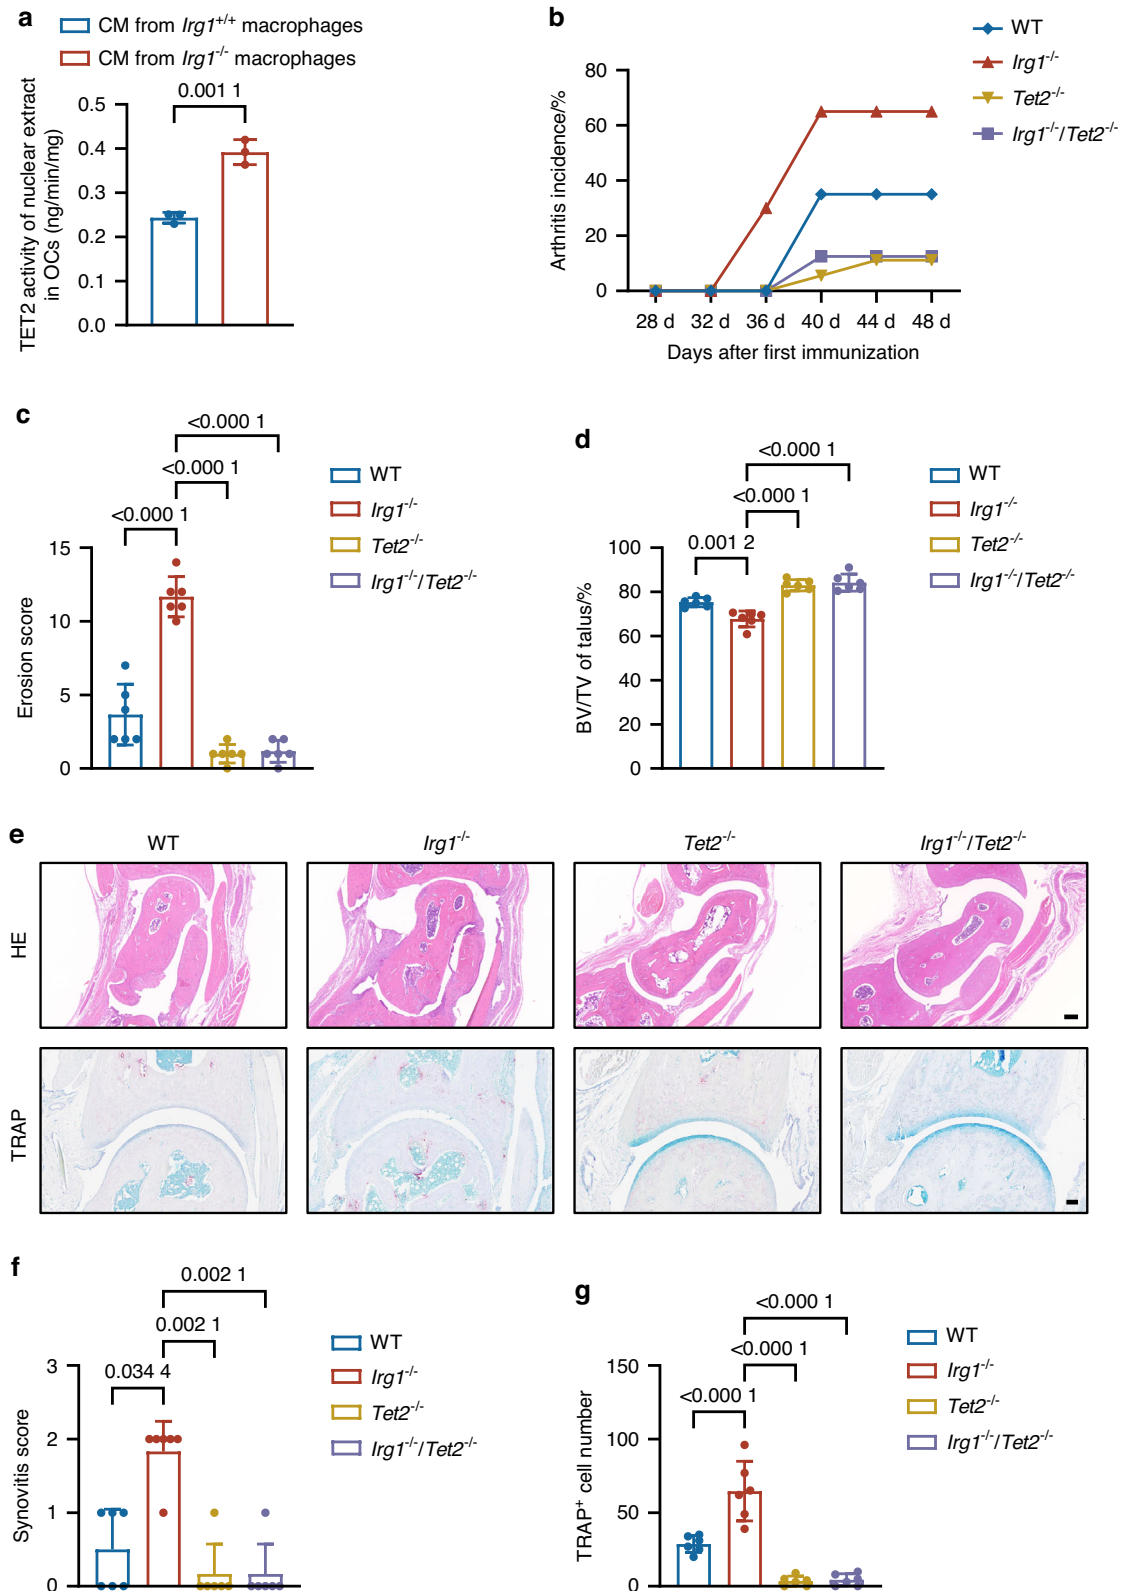 a
CM from Irg1+/+ macrophages
CM from Irg1-/- macrophages
0.001 1
TET2 activity of nuclear extract
in OCs (ng/min/mg)
0.5
0.4
0.3
0.2
0.1
0.0
b
WT
Irg1-/-
Tet2-/-
Irg1-/-/Tet2-/-
Arthritis incidence/%
80
60
40
20
0
28 d 32 d 36 d 40 d 44 d 48 d
Days after first immunization
c
<0.000 1
<0.000 1
<0.000 1
WT
Irg1-/-
Tet2-/-
Irg1-/-/Tet2-/-
Erosion score
15
10
5
0
d
<0.000 1
<0.000 1
0.001 2
WT
Irg1-/-
Tet2-/-
Irg1-/-/Tet2-/-
BV/TV of talus/%
100
80
60
40
20
0
e
WT Irg1-/- Tet2-/- Irg1-/-/Tet2-/-
HE
TRAP
f
0.002 1
0.002 1
0.034 4
WT
Irg1-/-
Tet2-/-
Irg1-/-/Tet2-/-
Synovitis score
3
2
1
0
g
<0.000 1
<0.000 1
<0.000 1
WT
Irg1-/-
Tet2-/-
Irg1-/-/Tet2-/-
TRAP+ cell number
150
100
50
0